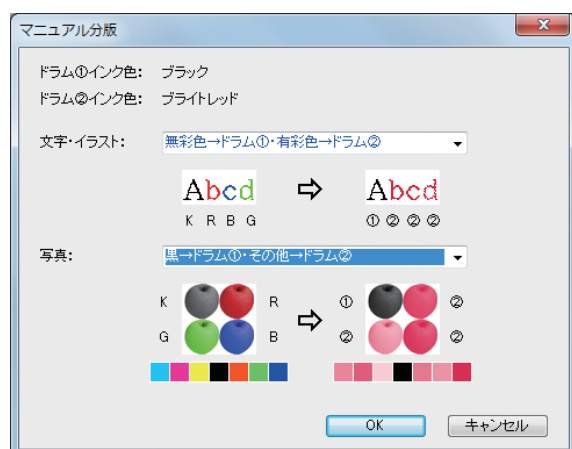 マニュアル分版
ドラム①インク色： ブラック
ドラム②インク色： ブライトレッド
文字・イラスト： 無彩色→ドラム①・有彩色→ドラム②
Abcd ⇨ Abcd
K R B G ① ② ② ②
写真： 黒→ドラム①・その他→ドラム②
K R ① ②
⇨
G B ② ②
OK キャンセル